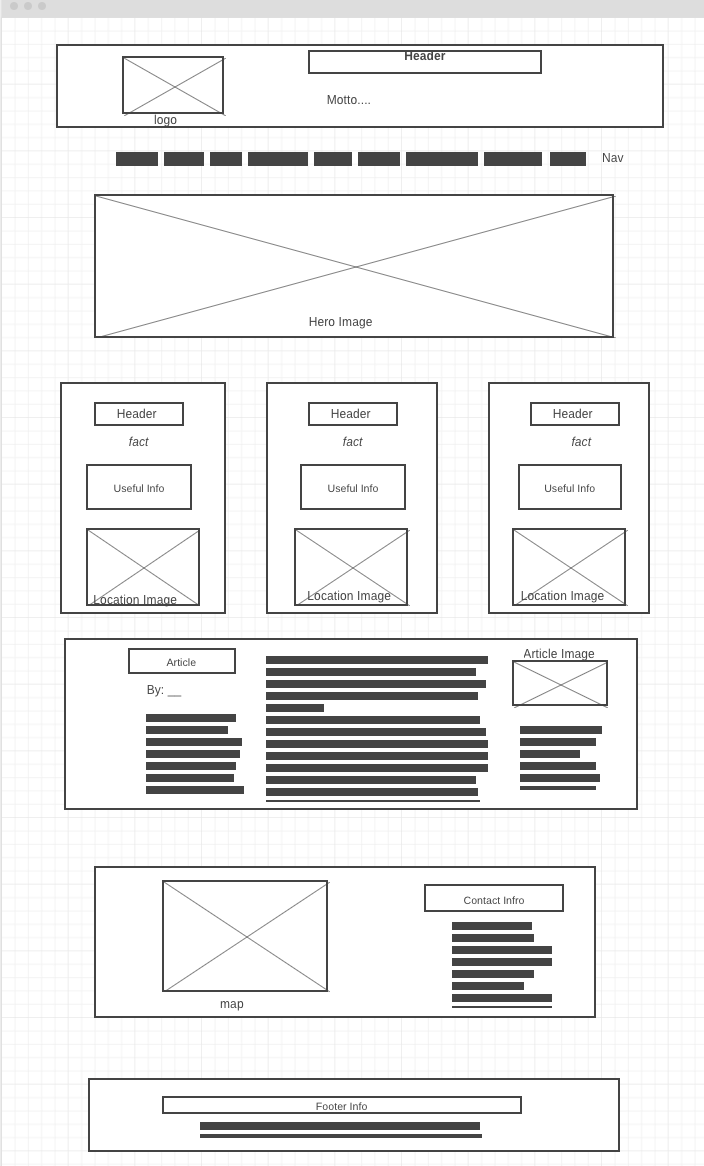 Header
Motto....
logo
Nav
Hero Image
Header
fact
Useful Info
Location Image
Header
fact
Useful Info
Location Image
Header
fact
Useful Info
Location Image
Article
By: __
Article Image
map
Contact Infro
Footer Info